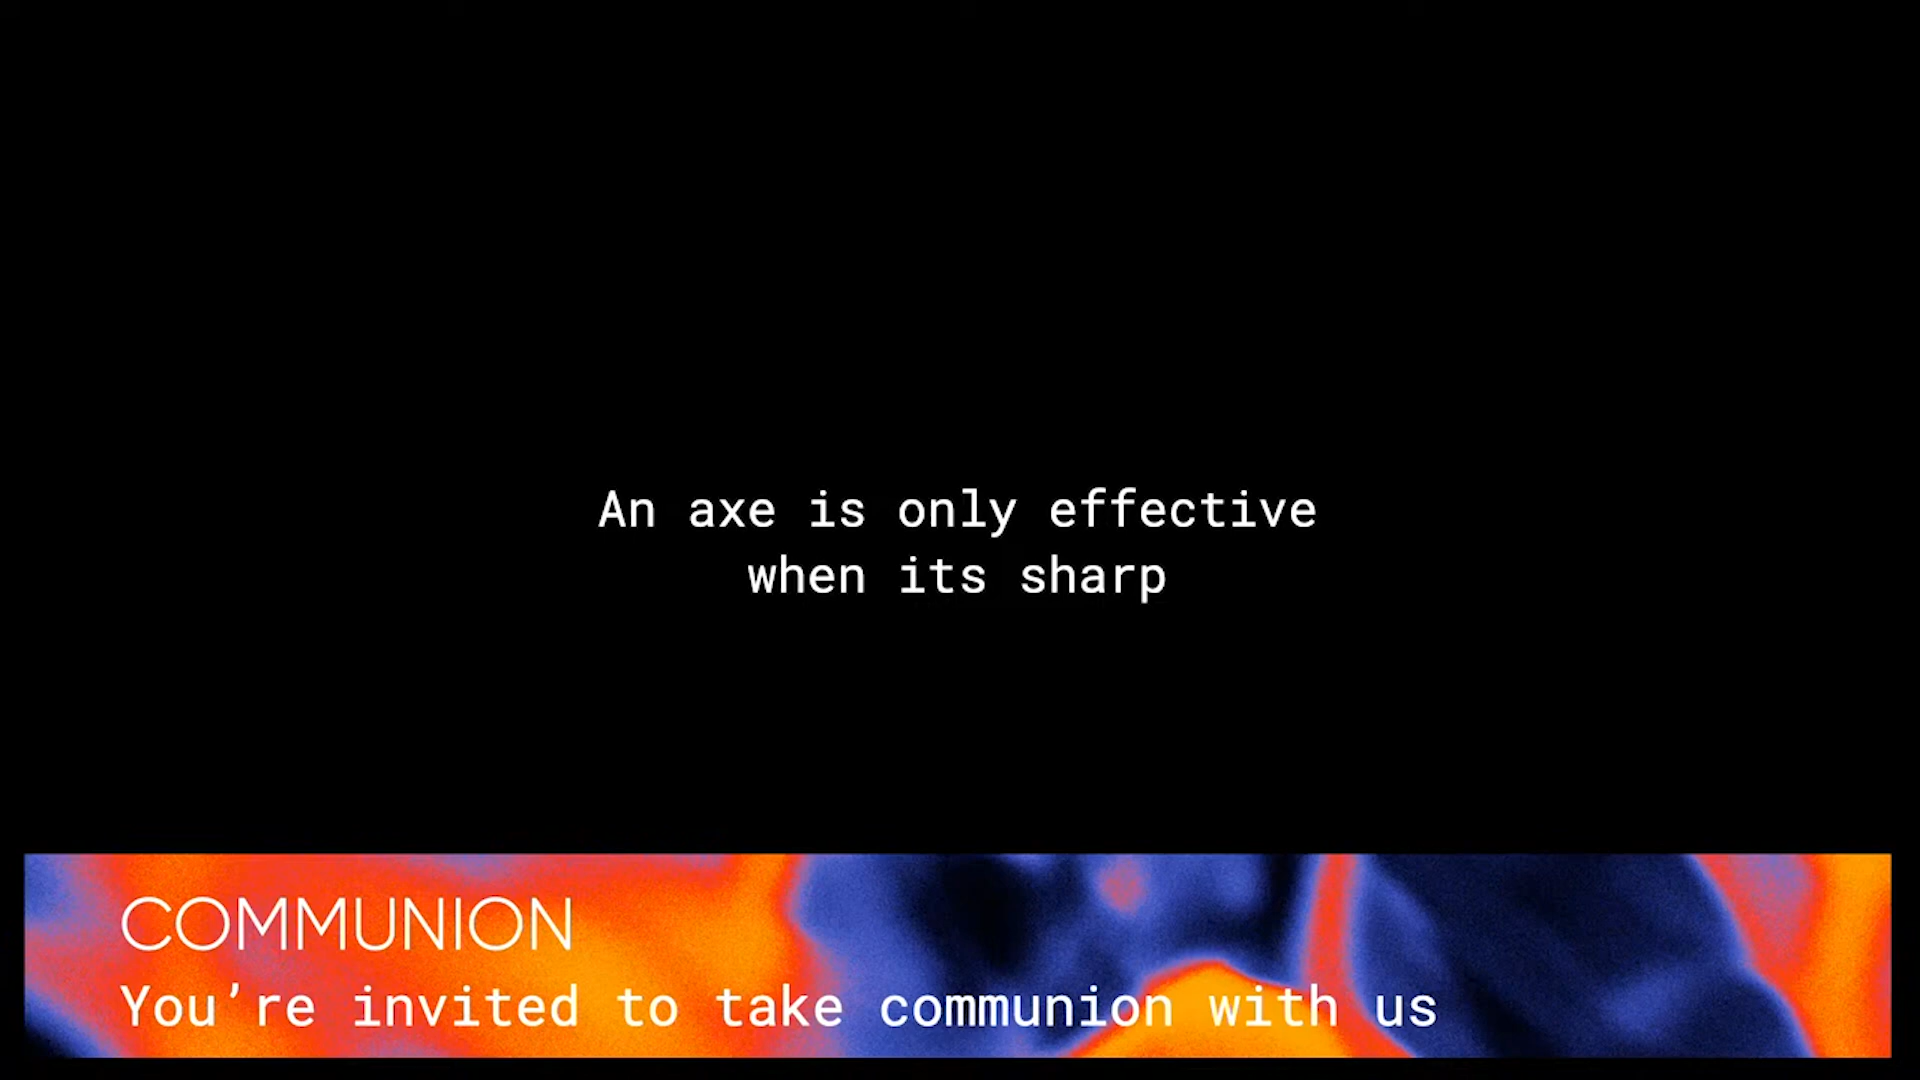 An axe is only effective
when its sharp
COMMUNION
You’re invited to take communion with us